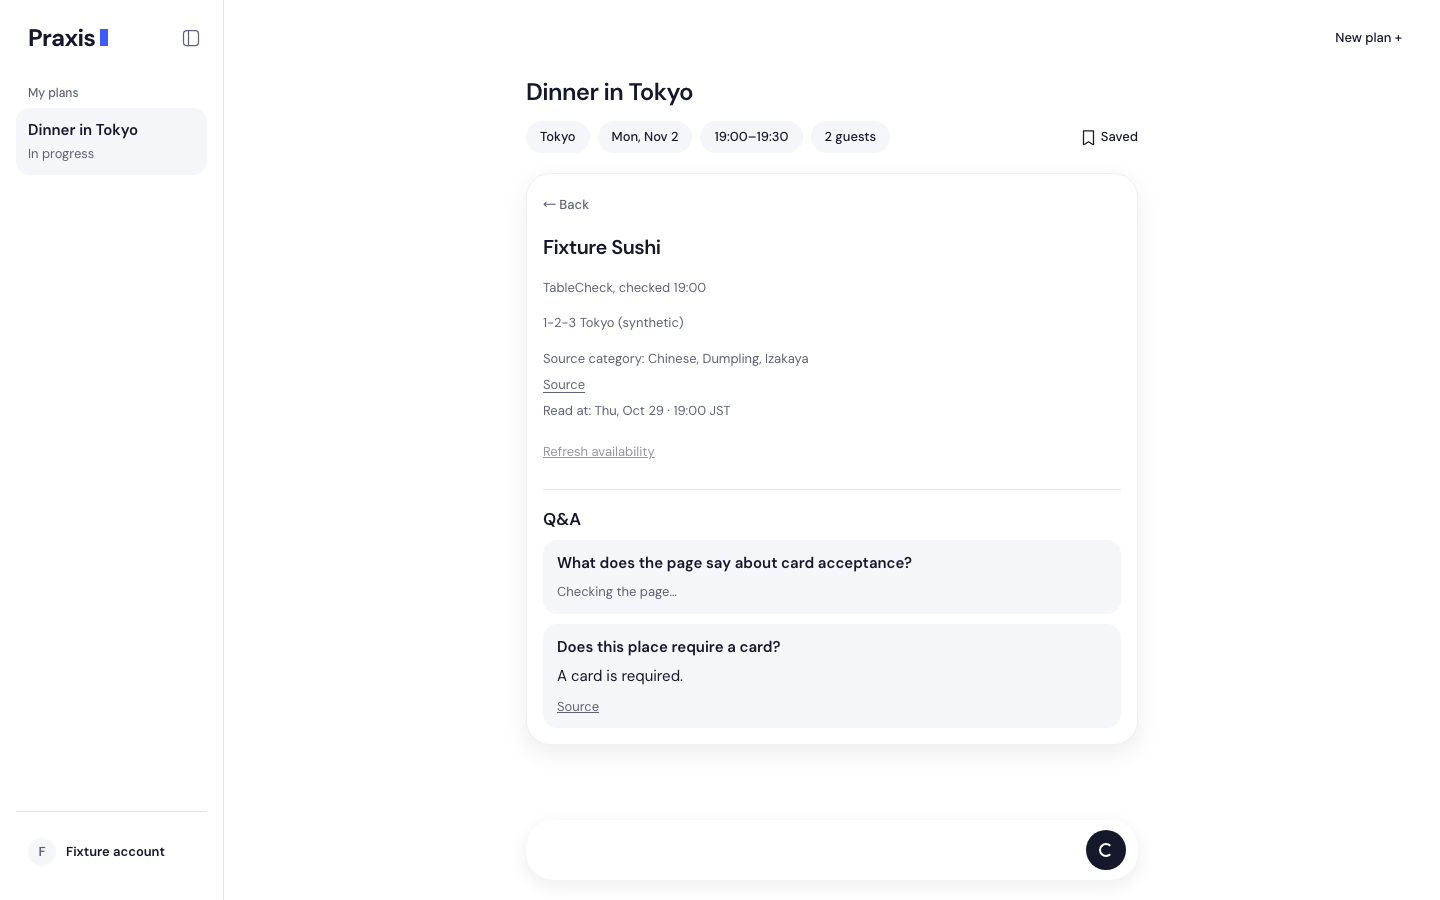 Praxis
New plan +
My plans
Dinner in Tokyo
In progress
Dinner in Tokyo
Tokyo
Mon, Nov 2
19:00–19:30
2 guests
Saved
← Back
Fixture Sushi
TableCheck, checked 19:00
1-2-3 Tokyo (synthetic)
Source category: Chinese, Dumpling, Izakaya
Source
Read at: Thu, Oct 29 · 19:00 JST
Refresh availability
Q&A
What does the page say about card acceptance?
Checking the page…
Does this place require a card?
A card is required.
Source
F
Fixture account